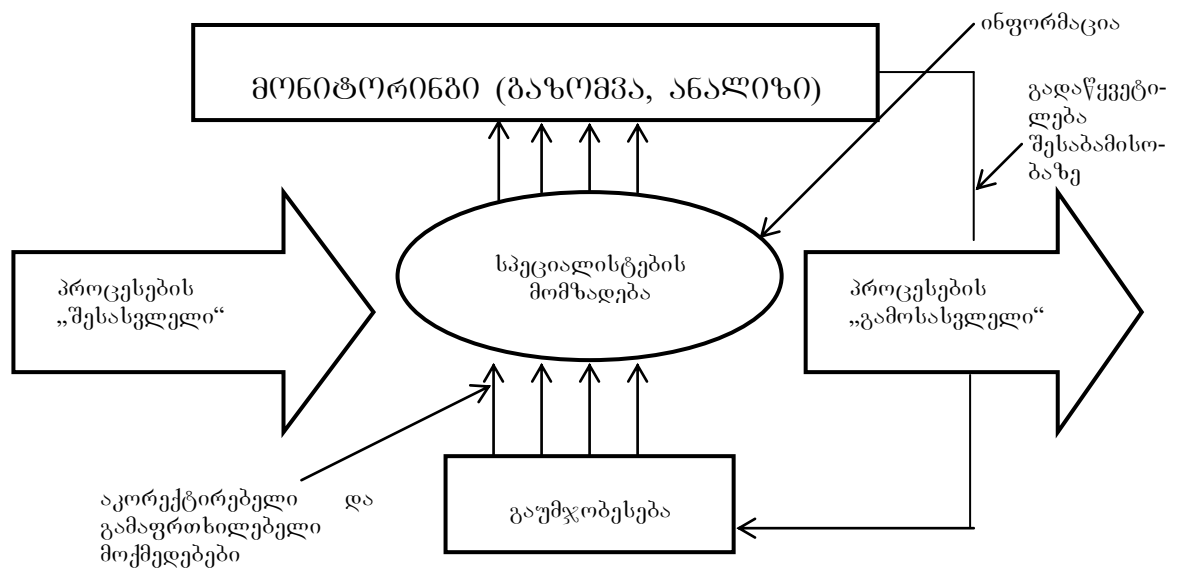 ინფორმაცია
მონიტორინგი (გაზომვა, ანალიზი)
გადაწყვეტი-
ლება
შესაბამისო-
ბაზე
სპეციალისტების
მომზადება
პროცესების
„შესასვლელი“
პროცესების
„გამოსასვლელი“
აკორექტირებელი და
გამაფრთხილებელი
მოქმედებები
გაუმჯობესება